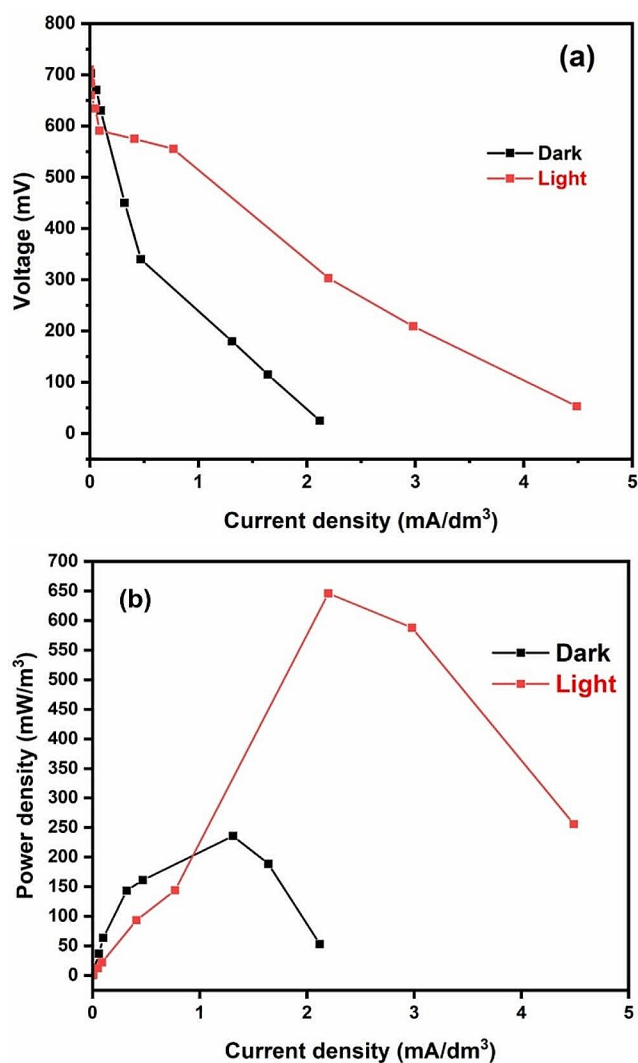 (a)
800
700
600
500
400
300
200
100
0
Voltage (mV)
Dark
Light
0 1 2 3 4 5
Current density (mA/dm³)
(b)
700
650
600
550
500
450
400
350
300
250
200
150
100
50
0
Power density (mW/m³)
Dark
Light
0 1 2 3 4 5
Current density (mA/dm³)